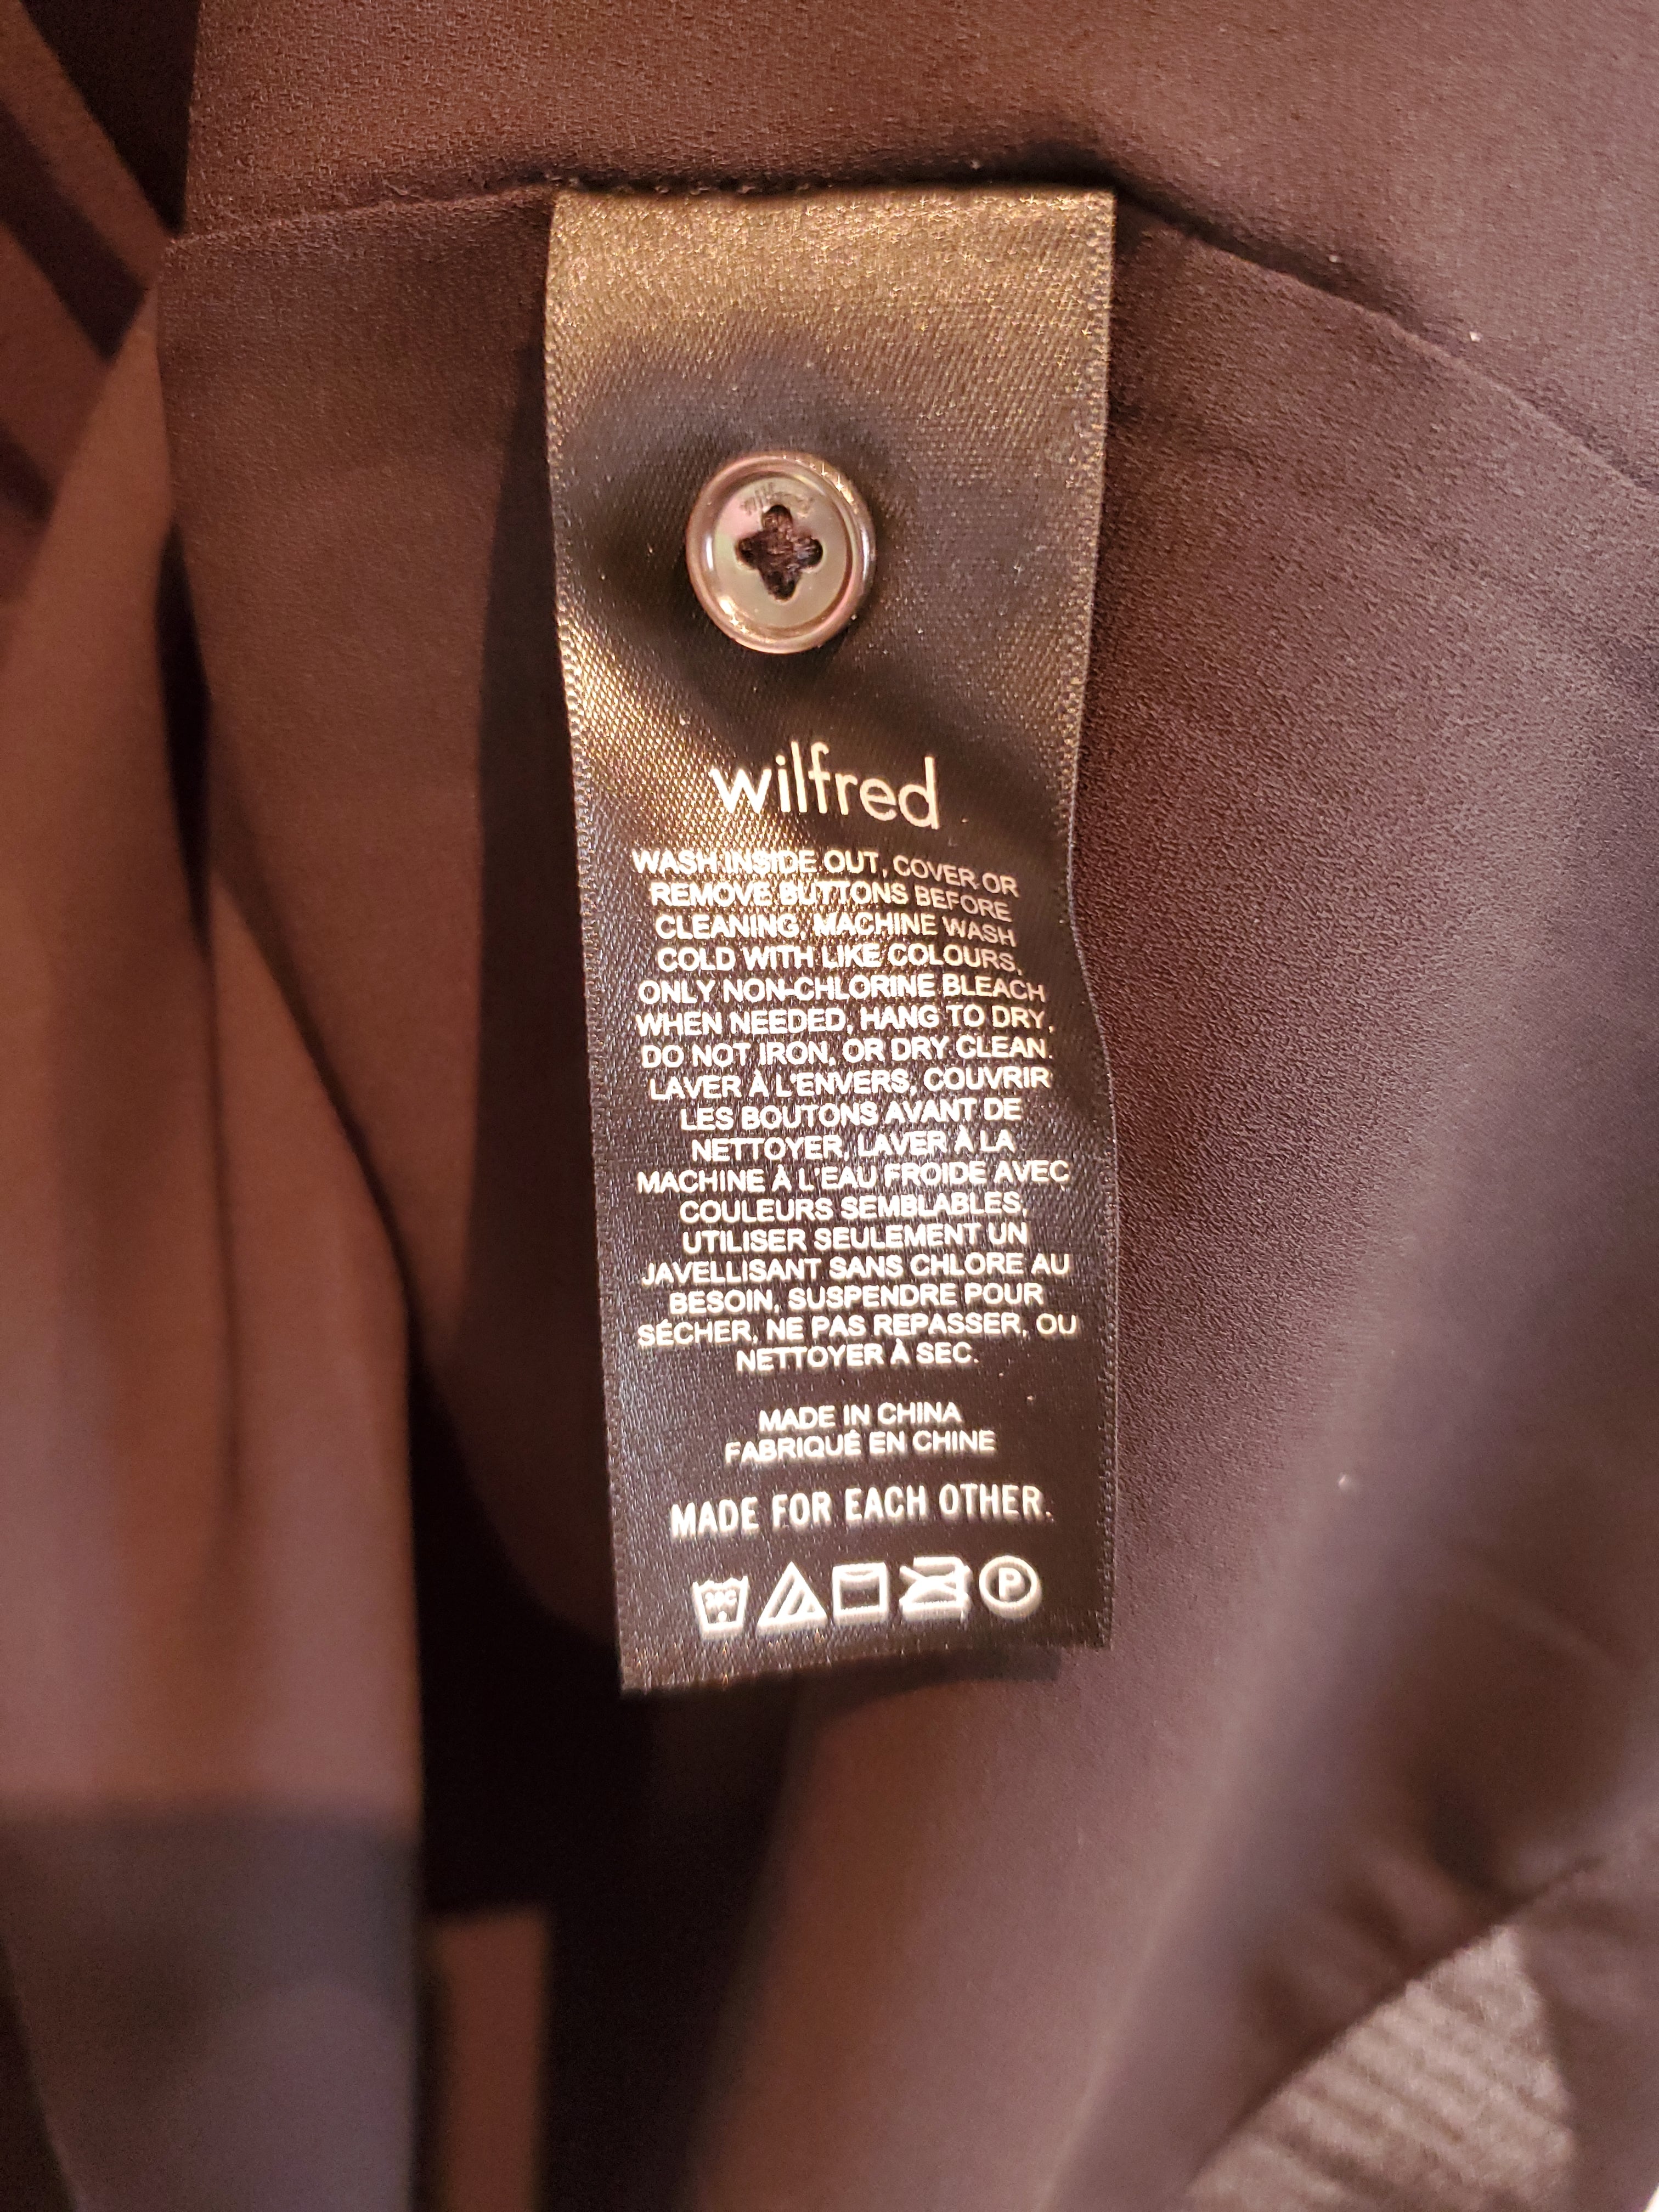 wilfred
WASH INSIDE OUT, COVER OR
REMOVE BUTTONS BEFORE
CLEANING, MACHINE WASH
COLD WITH LIKE COLOURS,
ONLY NON-CHLORINE BLEACH
WHEN NEEDED, HANG TO DRY,
DO NOT IRON, OR DRY CLEAN.
LAVER À L'ENVERS, COUVRIR
LES BOUTONS AVANT DE
NETTOYER, LAVER À LA
MACHINE À L'EAU FROIDE AVEC
COULEURS SEMBLABLES,
UTILISER SEULEMENT UN
JAVELLISANT SANS CHLORE AU
BESOIN, SUSPENDRE POUR
SÉCHER, NE PAS REPASSER, OU
NETTOYER À SEC.
MADE IN CHINA
FABRIQUÉ EN CHINE
MADE FOR EACH OTHER.
P